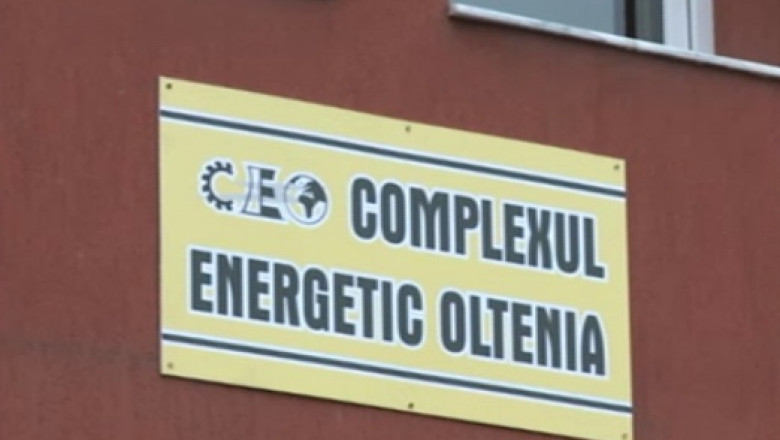 CEO COMPLEXUL
ENERGETIC OLTENIA